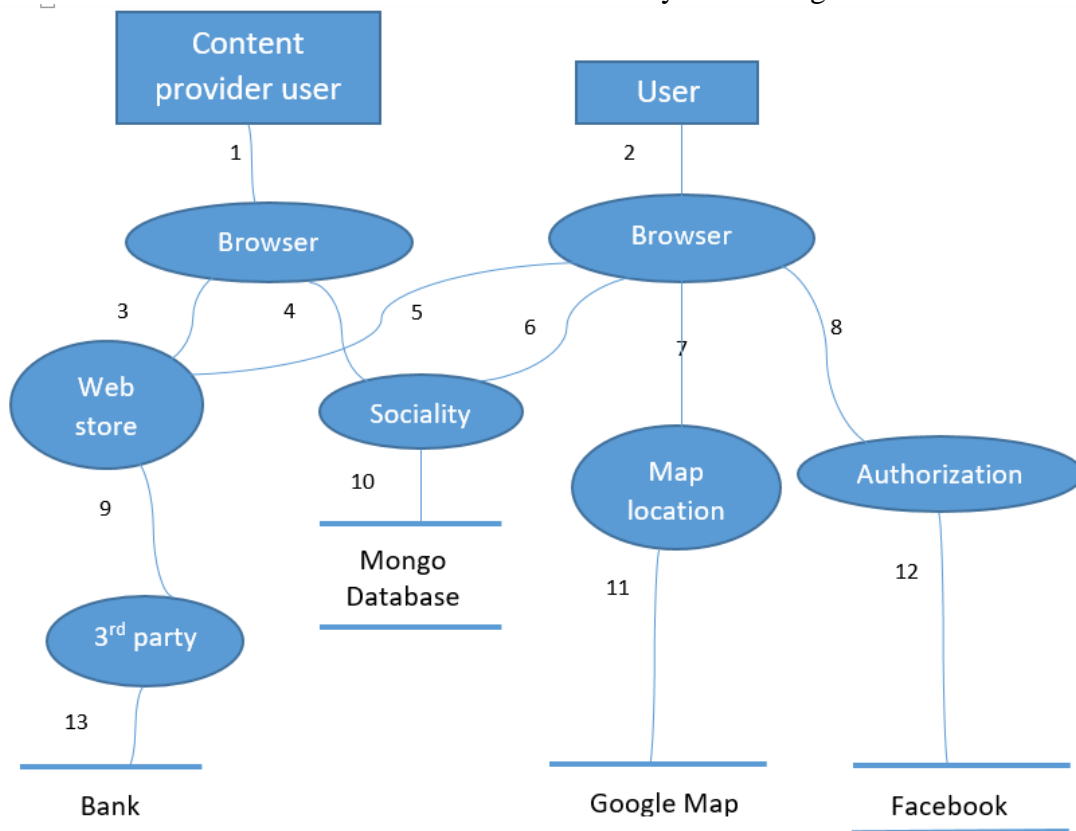 Content
provider user
User
1
2
Browser
Browser
3
4
5
6
7
8
Web
store
Sociality
Map
location
Authorization
9
10
11
12
Mongo
Database
3rd party
13
Bank
Google Map
Facebook